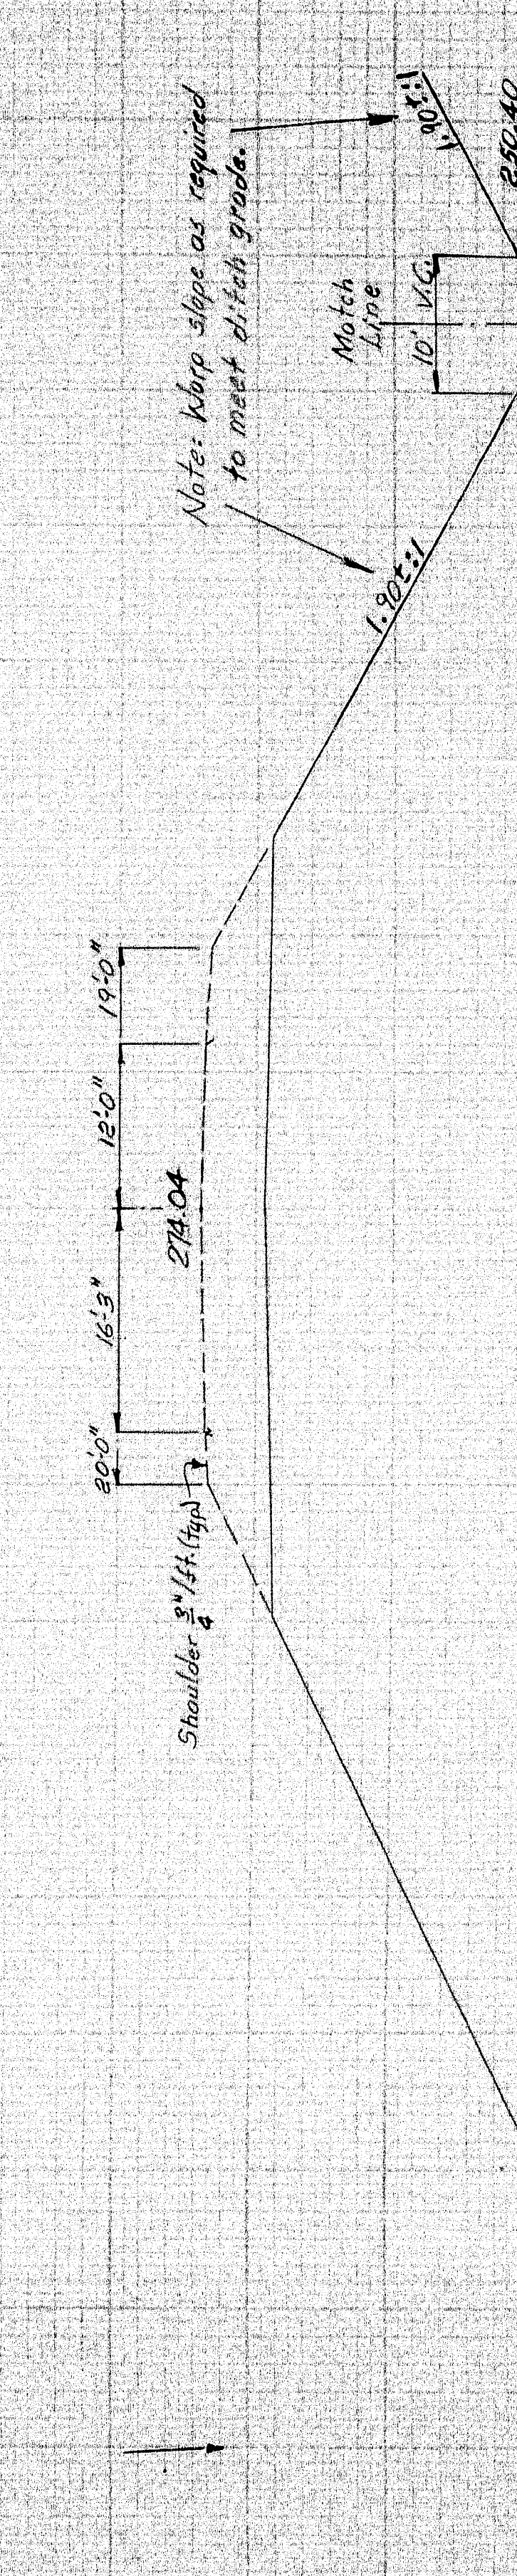 Note: Warp slope as required
to meet ditch grade.
1.90±:1
250.40
Match
Line
10' V.C.
1.90±:1
19'-0"
12'-0"
274.04
16'-3"
20'-0"
Shoulder 3"/4 ft. (typ)